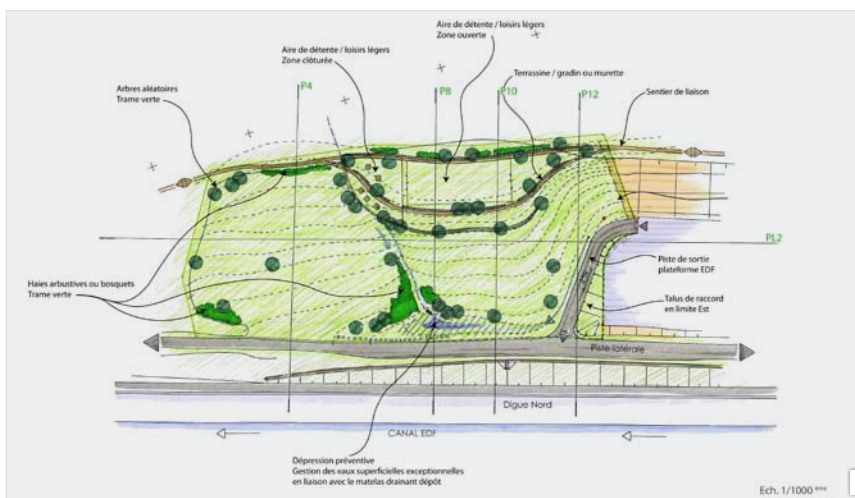 Aire de détente / loisirs légers
Zone ouverte
Aire de détente / loisirs légers
Zone clôturée
Terrassine / gradin ou murette
Arbres aléatoires
Trame verte
P4
P8
P10
P12
Sentier de liaison
PL2
Piste de sortie
plateforme EDF
Haies arbustives ou bosquets
Trame verte
Talus de raccord
en limite Est
Piste latérale
Digue Nord
CANAL EDF
Dépression préventive
Gestion des eaux superficielles exceptionnelles
en liaison avec le matelas drainant dépôt
Ech. 1/1000 ème